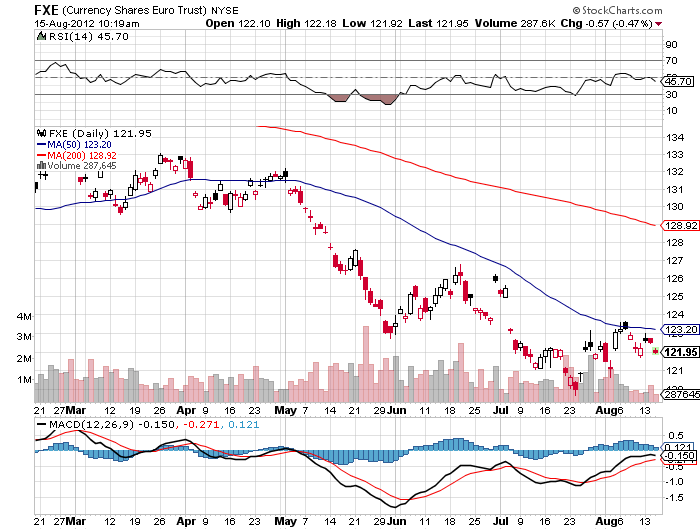 FXE (Currency Shares Euro Trust) NYSE © StockCharts.com
15-Aug-2012 10:19am Open 122.10 High 122.18 Low 121.92 Last 121.95 Volume 287.6K Chg -0.57 (-0.47%)
RSI(14) 45.70
90
70
50
45.70
30
10
FXE (Daily) 121.95
MA(50) 123.20
MA(200) 128.92
Volume 287,645
134
133
132
131
130
129
128.92
128
127
126
125
124
123.20
121.95
121
120
287645
4M
3M
2M
1M
21 27 Mar 12 19 26 Apr 9 16 23 May 7 14 21 29 Jun 11 18 25 Jul 9 16 23 Aug 6 13
MACD(12,26,9) -0.150, -0.271, 0.121
0.5
0.121
-0.150
-0.5
-1.0
-1.5
21 27 Mar 12 19 26 Apr 9 16 23 May 7 14 21 29 Jun 11 18 25 Jul 9 16 23 Aug 6 13